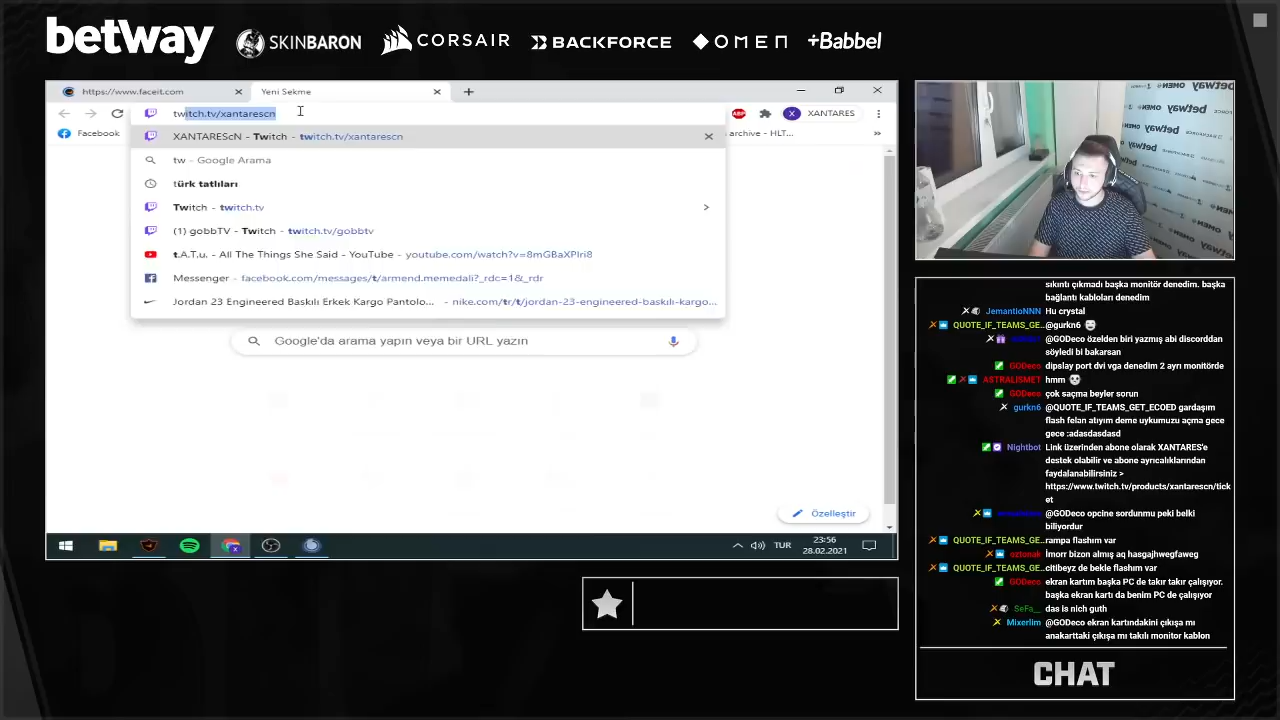 betway SKINBARON CORSAIR BACKFORCE OMEN +Babbel
https://www.faceit.com
Yeni Sekme
twitch.tv/xantarescn
XANTARES
Facebook
archive - HLT...
XANTAREScN - Twitch - twitch.tv/xantarescn
tw - Google Arama
türk tatlıları
Twitch - twitch.tv
(1) gobbTV - Twitch - twitch.tv/gobbtv
t.A.T.u. - All The Things She Said - YouTube - youtube.com/watch?v=8mGBaXPlri8
Messenger - facebook.com/messages/t/armend.memedali?_rdc=1&_rdr
Jordan 23 Engineered Baskılı Erkek Kargo Pantolo... - nike.com/tr/t/jordan-23-engineered-baskılı-kargo...
Google'da arama yapın veya bir URL yazın
Özelleştir
TUR
23:56
28.02.2021
betway
OMEN
sıkıntı çıkmadı başka monitör denedim. başka
bağlantı kabloları denedim
JemantioNNN Hu crystal
QUOTE_IF_TEAMS_GE.. @gurkn6
@GODeco özelden biri yazmış abi discorddan
söyledi bi bakarsan
GODeco dipslay port dvi vga denedim 2 ayrı monitörde
ASTRALISMET hmm
GODeco çok saçma beyler sorun
gurkn6 @QUOTE_IF_TEAMS_GET_ECOED gardaşım
flash felan atıyım deme uykumuzu açma gece
gece :adasdasdasd
Nightbot Link üzerinden abone olarak XANTARES'e
destek olabilir ve abone ayrıcalıklarından
faydalanabilirsiniz >
https://www.twitch.tv/products/xantarescn/tick
et
@GODeco opcine sordunmu peki belki
biliyordur
QUOTE_IF_TEAMS_GE.. rampa flashım var
oztonak İmorr bizon almış aq hasgajhwegfaweg
QUOTE_IF_TEAMS_GE.. citibeyz de bekle flashım var
GODeco ekran kartım başka PC de takır takır çalışıyor.
başka ekran kartı da benim PC de çalışıyor
SeFa__ das is nich guth
Mixerlim @GODeco ekran kartındakini çıkışa mı
anakarttaki çıkışa mı takılı monitor kablon
CHAT